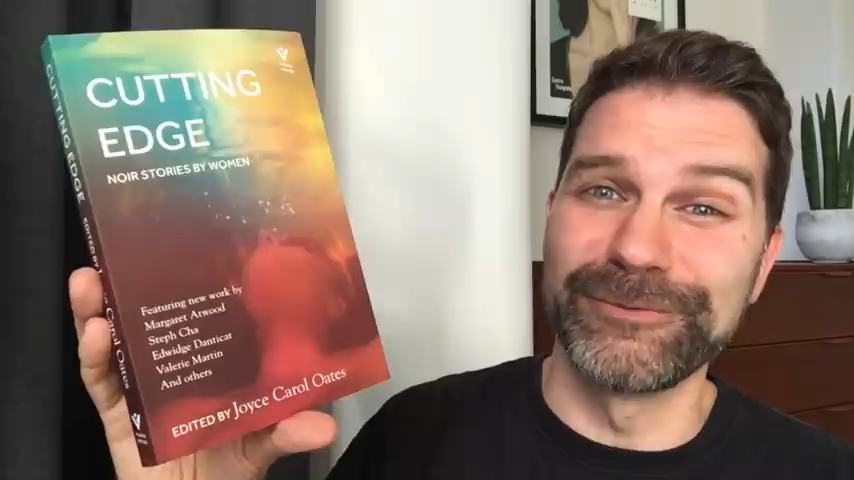 CUTTING
EDGE
NOIR STORIES BY WOMEN
Featuring new work by
Margaret Atwood
Steph Cha
Edwidge Danticat
Valerie Martin
And others
EDITED BY Joyce Carol Oates
CUTTING EDGE EDITED BY Joyce Carol Oates